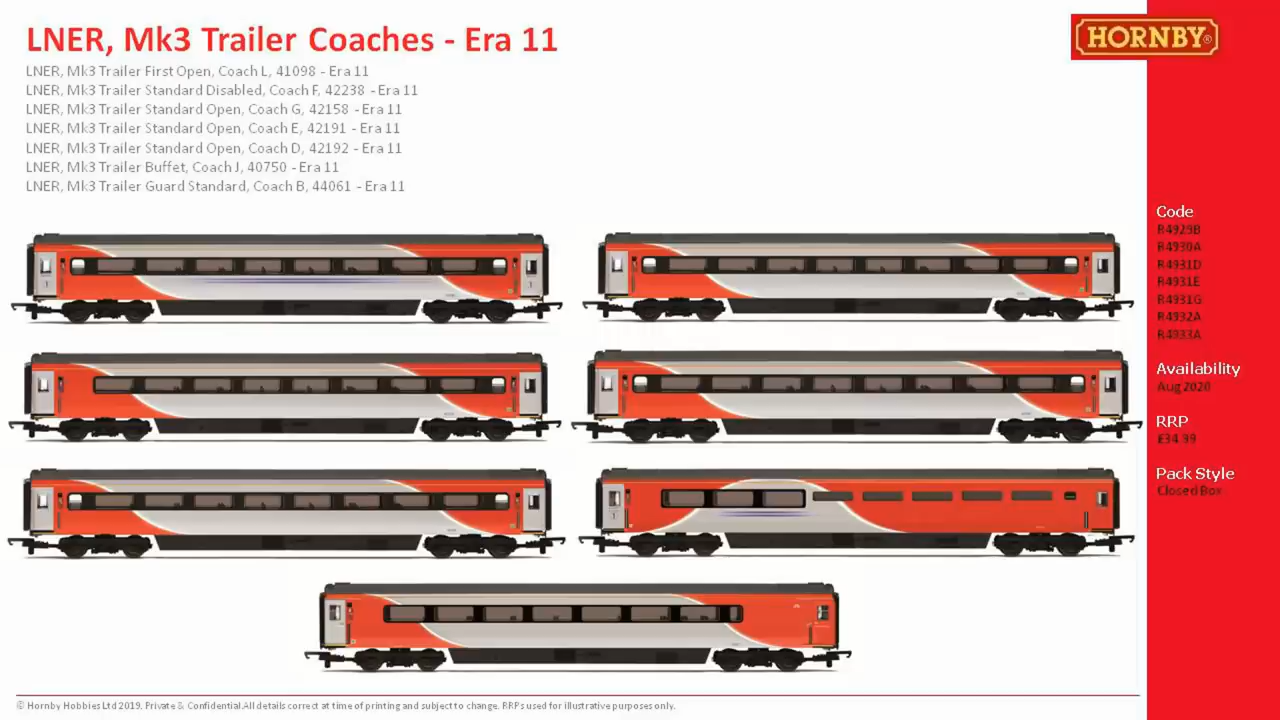 LNER, Mk3 Trailer Coaches - Era 11
LNER, Mk3 Trailer First Open, Coach L, 41098 - Era 11
LNER, Mk3 Trailer Standard Disabled, Coach F, 42238 - Era 11
LNER, Mk3 Trailer Standard Open, Coach G, 42158 - Era 11
LNER, Mk3 Trailer Standard Open, Coach E, 42191 - Era 11
LNER, Mk3 Trailer Standard Open, Coach D, 42192 - Era 11
LNER, Mk3 Trailer Buffet, Coach J, 40750 - Era 11
LNER, Mk3 Trailer Guard Standard, Coach B, 44061 - Era 11
HORNBY®
Code
R4929B
R4930A
R4931D
R4931E
R4931G
R4932A
R4933A
Availability
Aug 2020
RRP
£34.99
Pack Style
Closed Box
© Hornby Hobbies Ltd 2019. Private & Confidential.All details correct at time of printing and subject to change. RRPs used for illustrative purposes only.